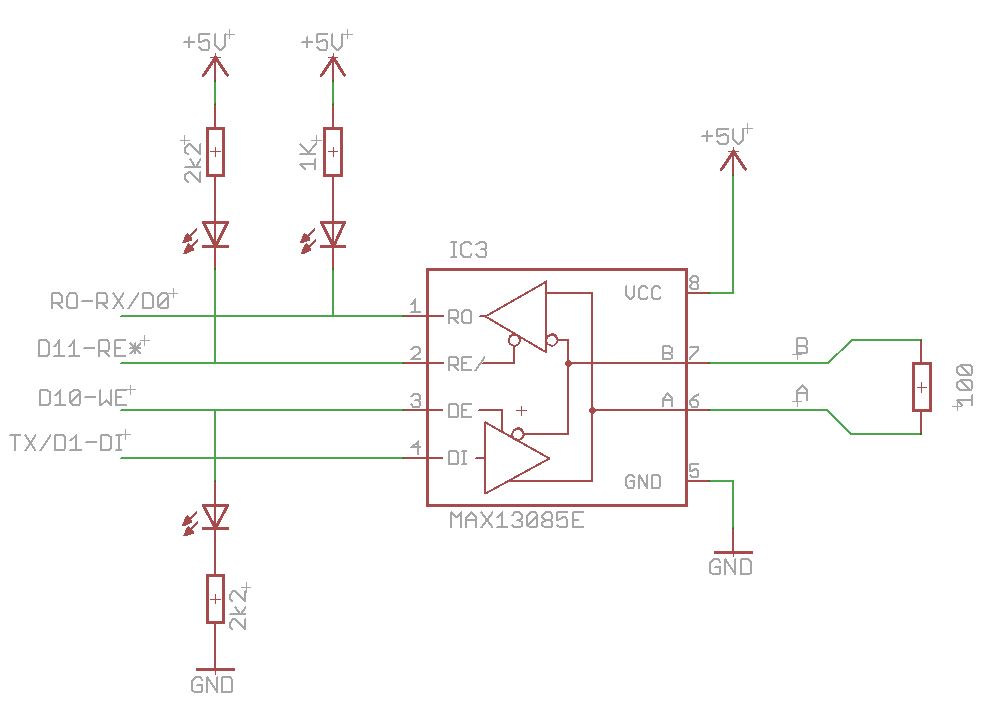 +5V
+5V
2k2
1K
+5V
IC3
RO-RX/D0
1
RO
VCC
8
D11-RE*
2
RE/
B
7
B
D10-WE
3
DE
A
6
A
100
TX/D1-DI
4
DI
GND
5
MAX13085E
GND
2k2
GND